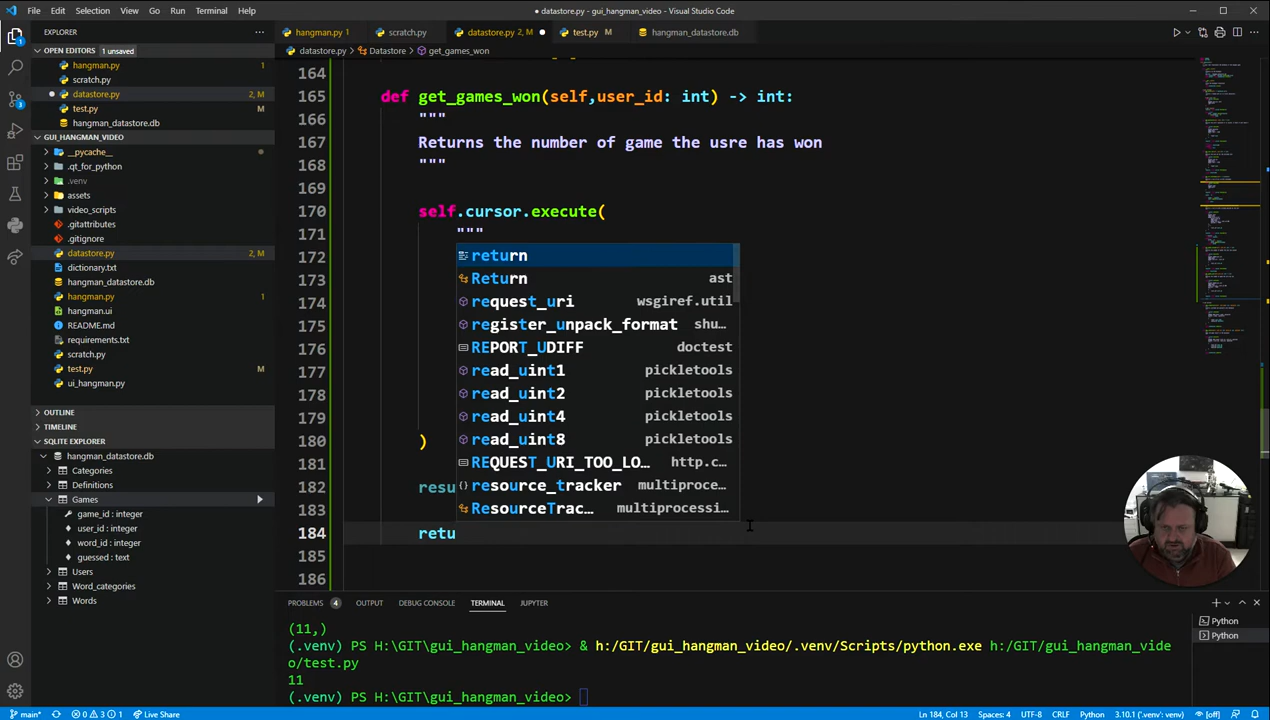 File Edit Selection View Go Run Terminal Help
● datastore.py - gui_hangman_video - Visual Studio Code
EXPLORER ···
OPEN EDITORS 1 unsaved
hangman.py 1
scratch.py
datastore.py 2, M
test.py M
hangman_datastore.db
GUI_HANGMAN_VIDEO
__pycache__
.qt_for_python
.venv
assets
video_scripts
.gitattributes
.gitignore
datastore.py 2, M
dictionary.txt
hangman_datastore.db
hangman.py 1
hangman.ui
README.md
requirements.txt
scratch.py
test.py M
ui_hangman.py
OUTLINE
TIMELINE
SQLITE EXPLORER
hangman_datastore.db
Categories
Definitions
Games
game_id : integer
user_id : integer
word_id : integer
guessed : text
Users
Word_categories
Words
hangman.py 1 scratch.py datastore.py 2, M ● test.py M hangman_datastore.db
datastore.py > Datastore > get_games_won
164
165 def get_games_won(self,user_id: int) -> int:
166 """
167 Returns the number of game the usre has won
168 """
169
170 self.cursor.execute(
171 """
172
173
174
175
176
177
178
179
180 )
181
182 resu
183
184 retu
185
186
return
Return ast
request_uri wsgiref.util
register_unpack_format shu…
REPORT_UDIFF doctest
read_uint1 pickletools
read_uint2 pickletools
read_uint4 pickletools
read_uint8 pickletools
REQUEST_URI_TOO_LO… http.c…
resource_tracker multiproce…
ResourceTrac… multiprocessi…
PROBLEMS 4 OUTPUT DEBUG CONSOLE TERMINAL JUPYTER
(11,)
(.venv) PS H:\GIT\gui_hangman_video> & h:/GIT/gui_hangman_video/.venv/Scripts/python.exe h:/GIT/gui_hangman_vide
o/test.py
11
(.venv) PS H:\GIT\gui_hangman_video>
Python
Python
main* 0 3 1 Live Share Ln 184, Col 13 Spaces: 4 UTF-8 CRLF Python 3.10.1 ('.venv': venv) [off]